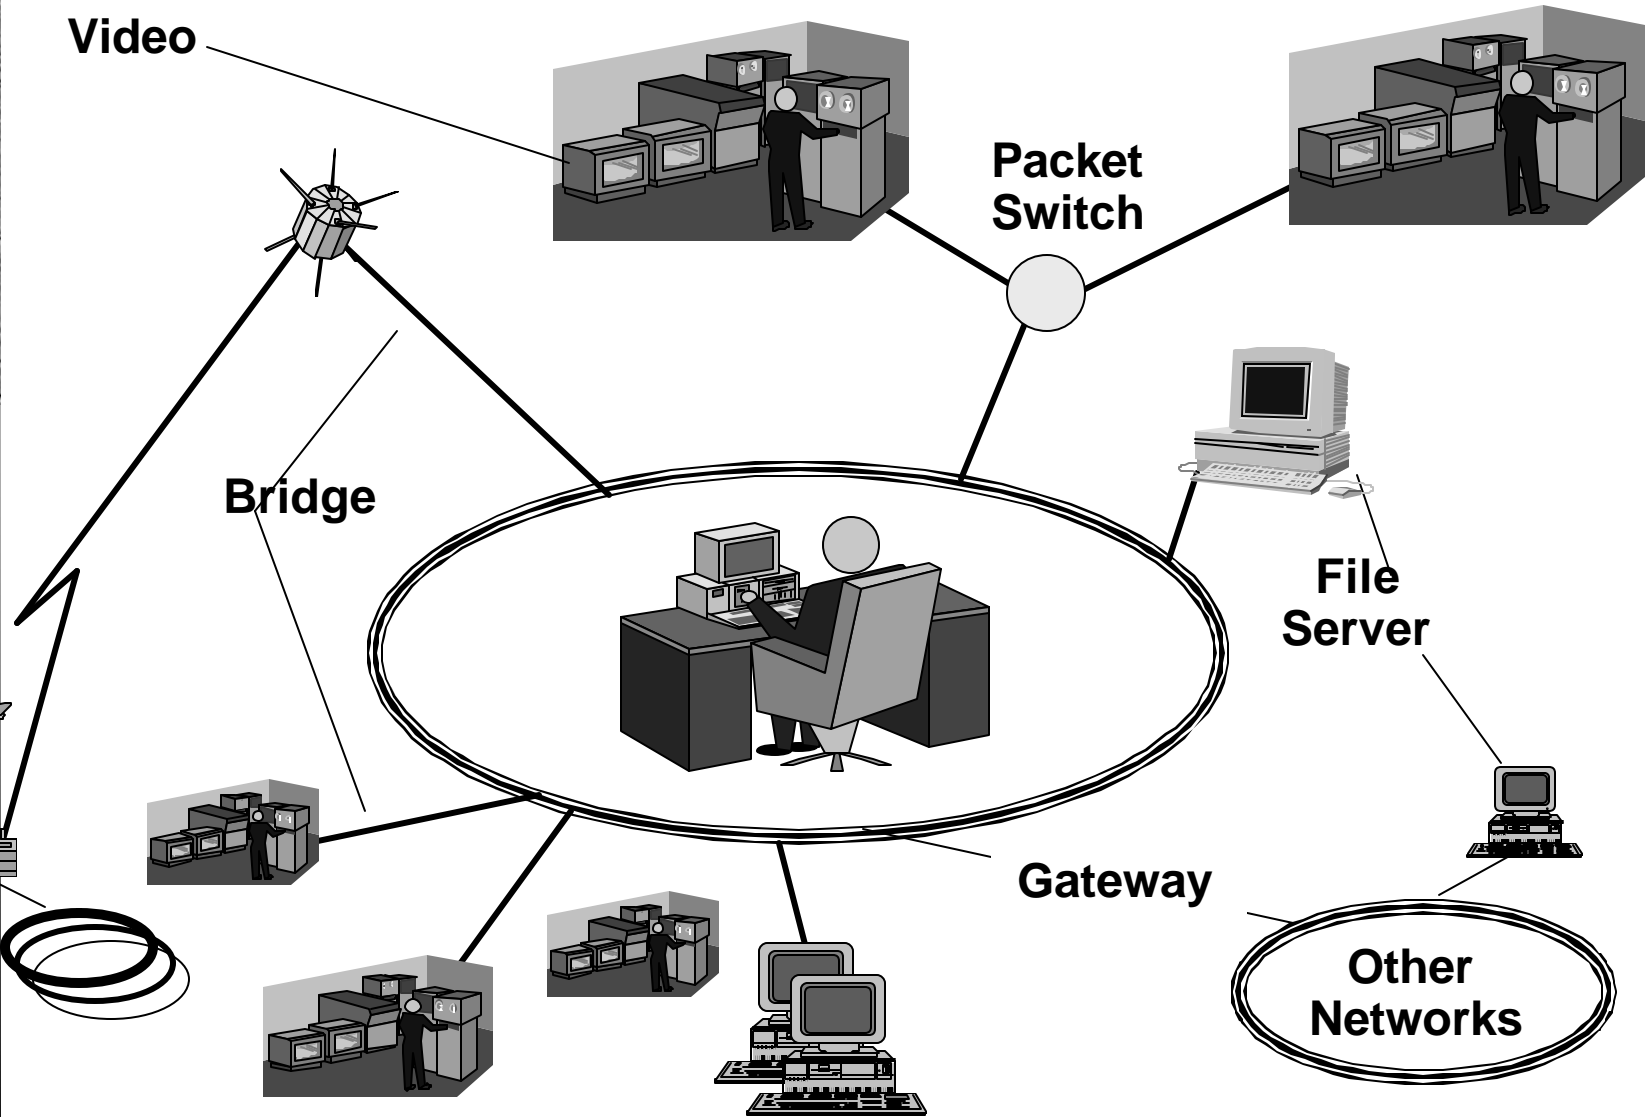 Video
Packet
Switch
Bridge
File
Server
Gateway
Other
Networks